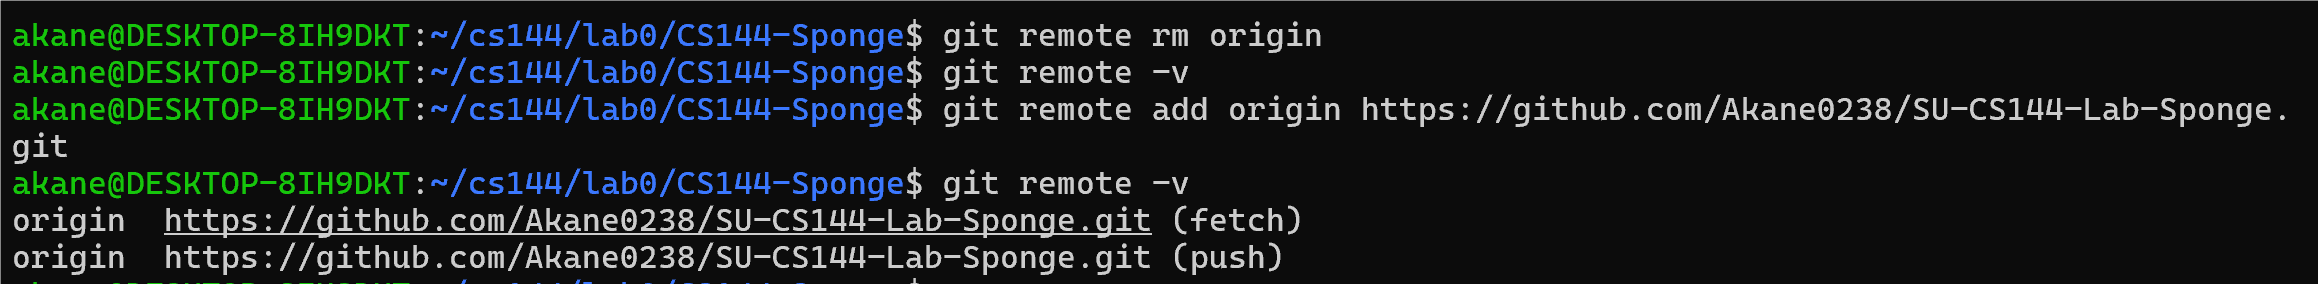 akane@DESKTOP-8IH9DKT:~/cs144/lab0/CS144-Sponge$ git remote rm origin
akane@DESKTOP-8IH9DKT:~/cs144/lab0/CS144-Sponge$ git remote -v
akane@DESKTOP-8IH9DKT:~/cs144/lab0/CS144-Sponge$ git remote add origin https://github.com/Akane0238/SU-CS144-Lab-Sponge.
git
akane@DESKTOP-8IH9DKT:~/cs144/lab0/CS144-Sponge$ git remote -v
origin  https://github.com/Akane0238/SU-CS144-Lab-Sponge.git (fetch)
origin  https://github.com/Akane0238/SU-CS144-Lab-Sponge.git (push)